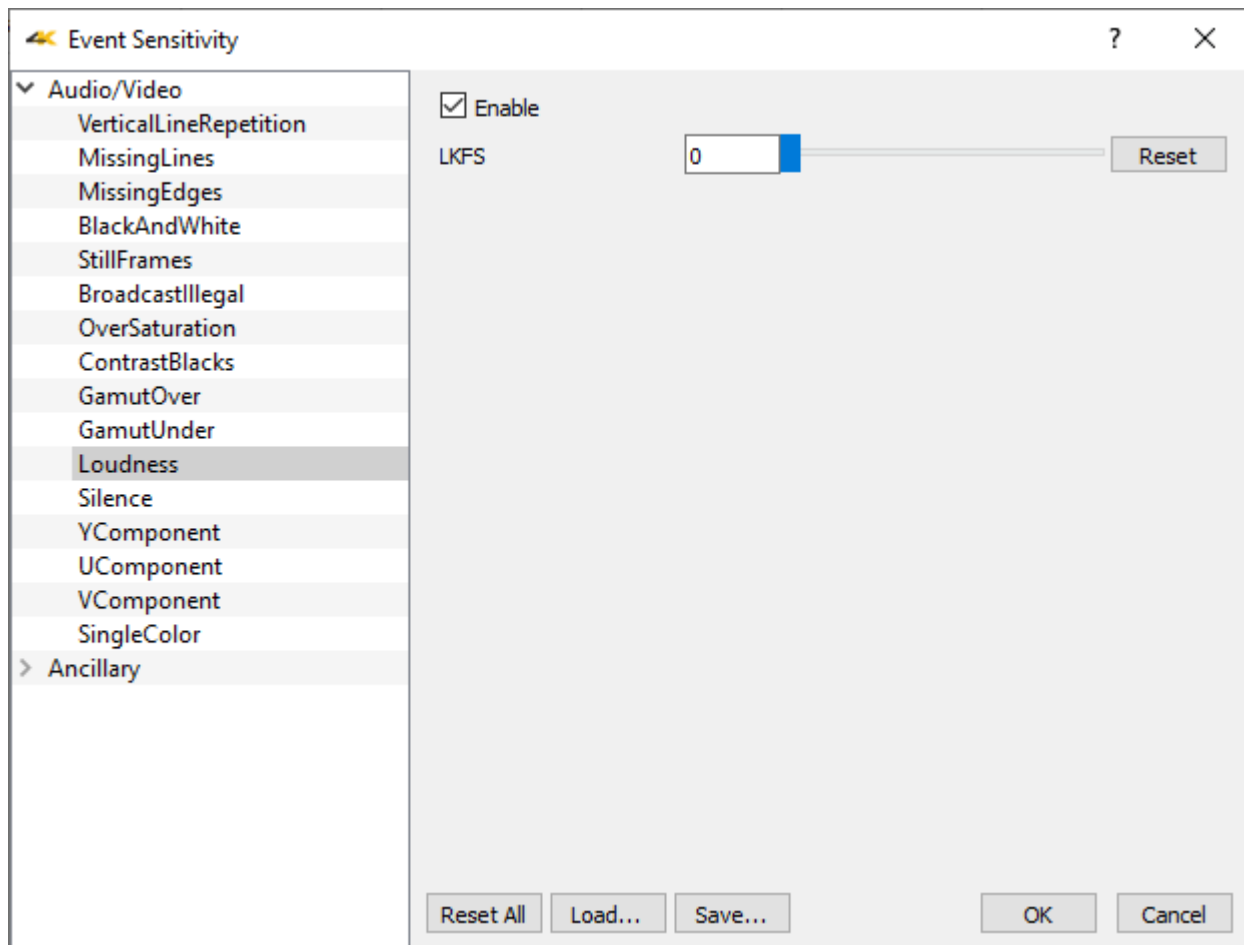 4K Event Sensitivity ?
Audio/Video
VerticalLineRepetition
MissingLines
MissingEdges
BlackAndWhite
StillFrames
BroadcastIllegal
OverSaturation
ContrastBlacks
GamutOver
GamutUnder
Loudness
Silence
YComponent
UComponent
VComponent
SingleColor
Ancillary
Enable
LKFS 0 Reset
Reset All Load... Save... OK Cancel